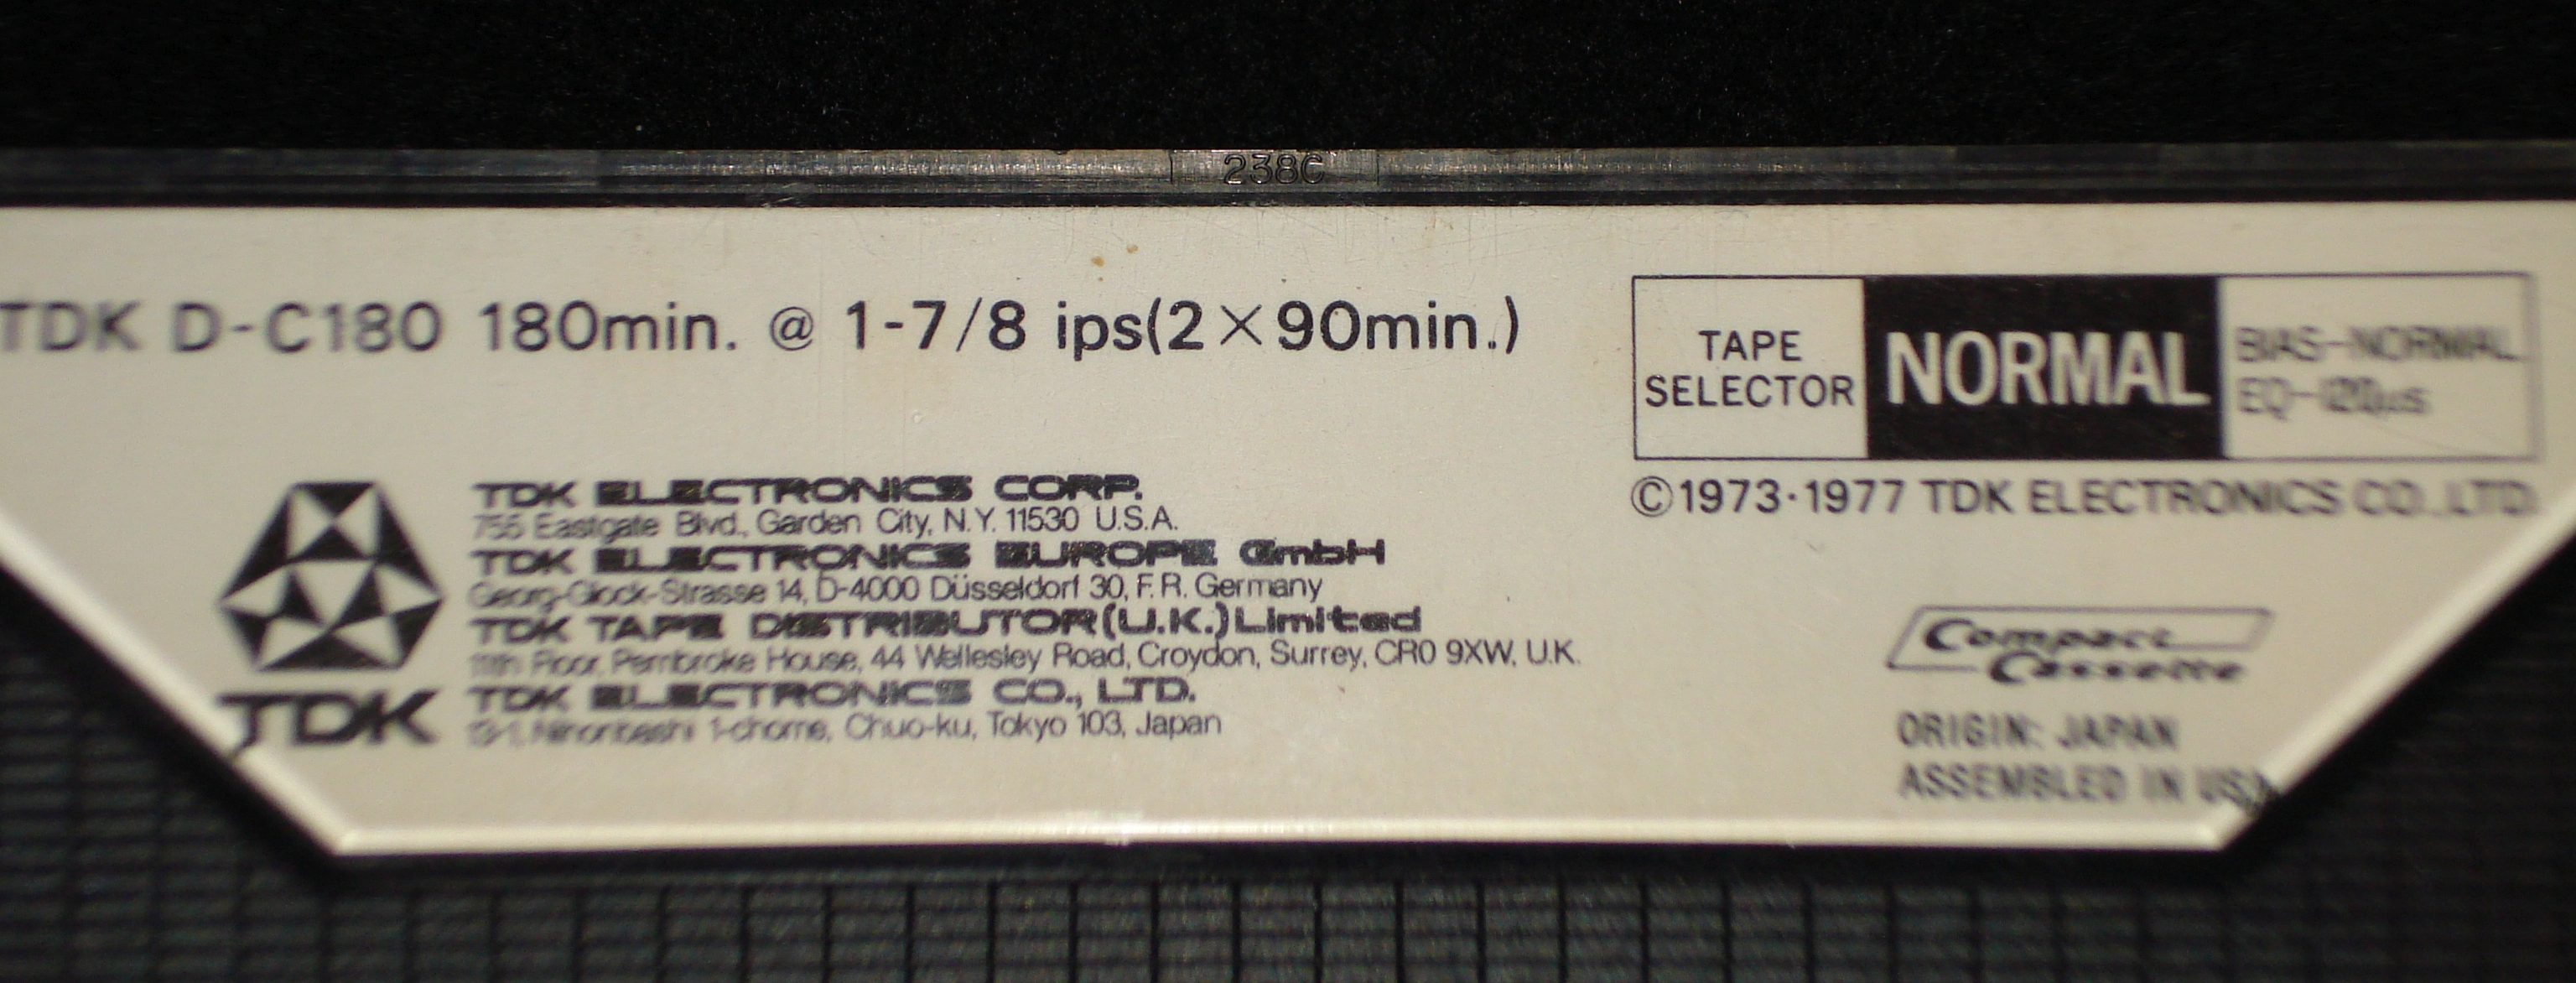 238C
TDK D-C180 180min. @ 1-7/8 ips(2×90min.)
TAPE
SELECTOR
NORMAL
BIAS-NORMAL
EQ-120μs
©1973·1977 TDK ELECTRONICS CO.,LTD.
TDK ELECTRONICS CORP.
755 Eastgate Blvd., Garden City, N.Y. 11530 U.S.A.
TDK ELECTRONICS EUROPE GmbH
Georg-Glock-Strasse 14, D-4000 Düsseldorf 30, F.R. Germany
TDK TAPE DISTRIBUTOR(U.K.)Limited
11th Floor, Pembroke House, 44 Wellesley Road, Croydon, Surrey, CR0 9XW, U.K.
TDK ELECTRONICS CO., LTD.
13-1, Nihonbashi 1-chome, Chuo-ku, Tokyo 103, Japan
TDK
Compact
Cassette
ORIGIN: JAPAN
ASSEMBLED IN USA